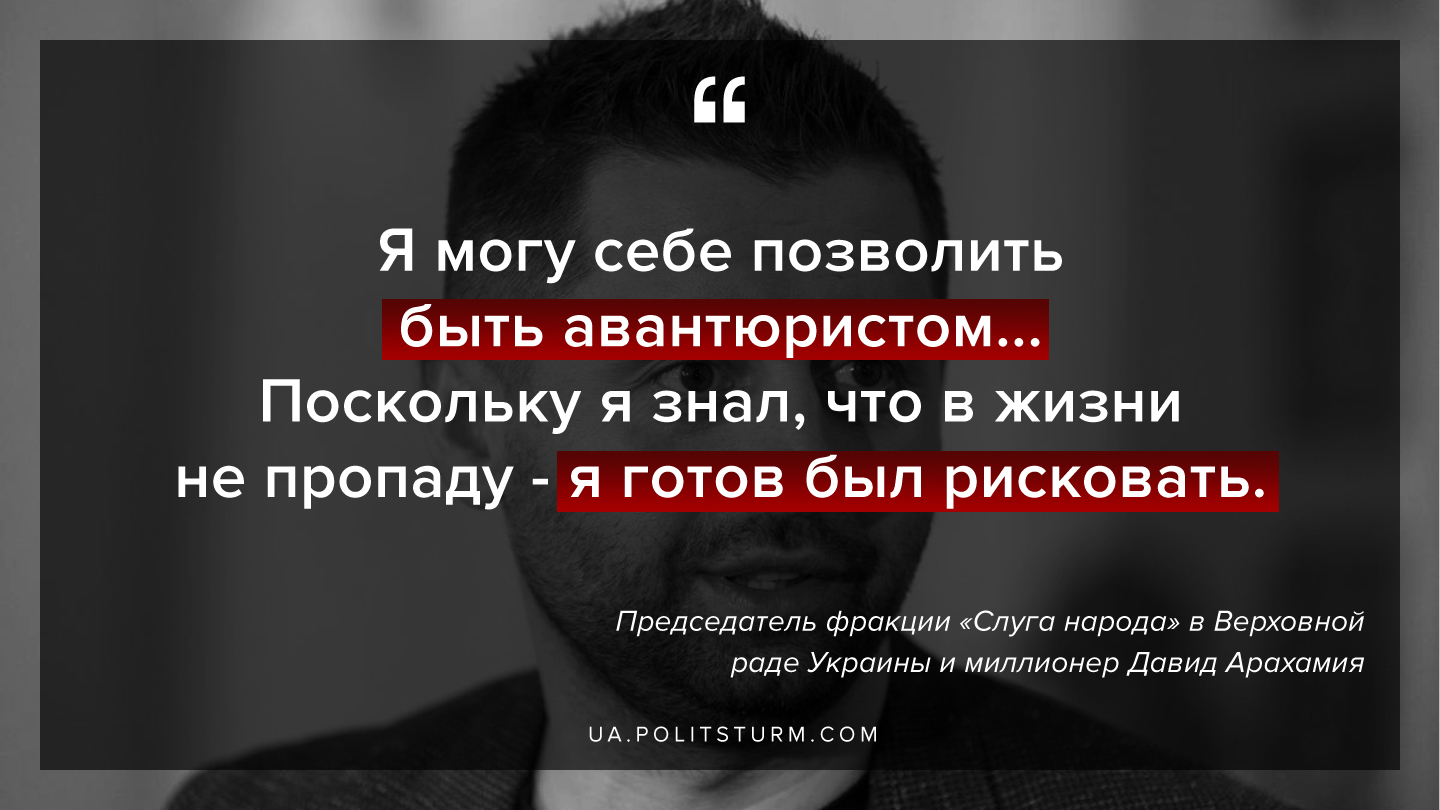 “
Я могу себе позволить
быть авантюристом...
Поскольку я знал, что в жизни
не пропаду - я готов был рисковать.
Председатель фракции «Слуга народа» в Верховной
раде Украины и миллионер Давид Арахамия
UA.POLITSTURM.COM